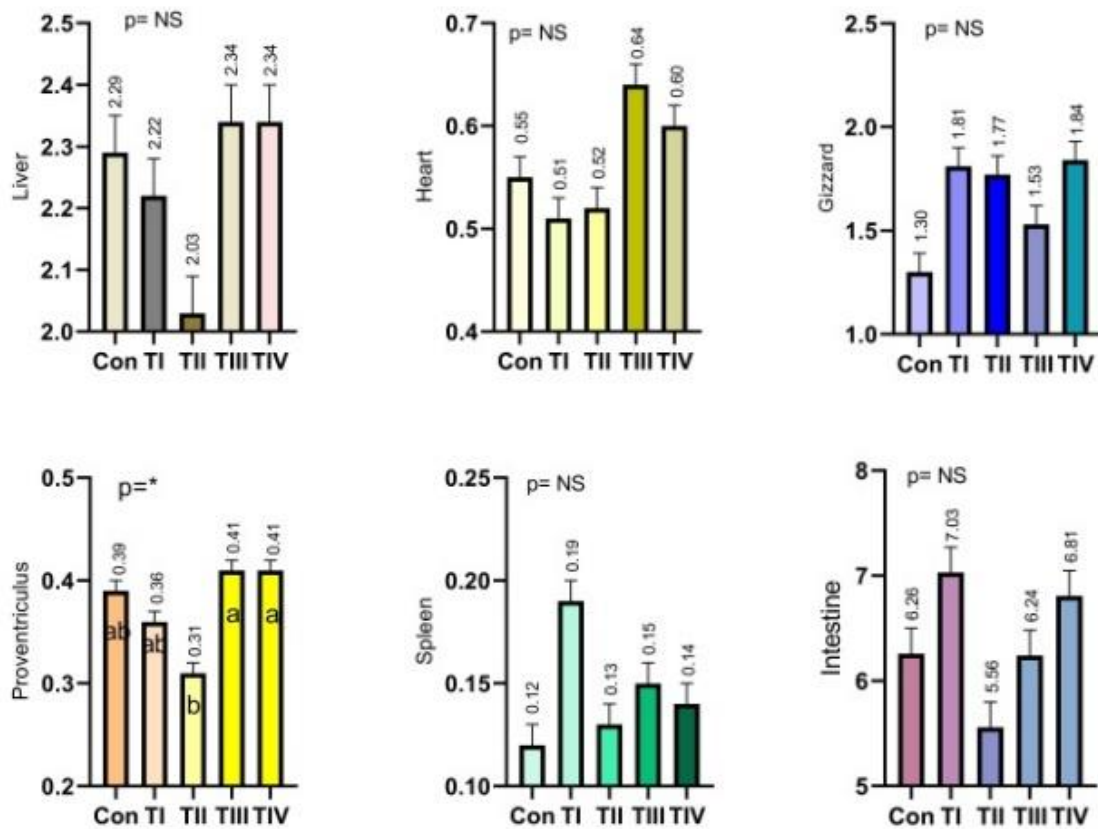 p= NS
Liver
2.5
2.4
2.3
2.2
2.1
2.0
2.29
2.22
2.03
2.34
2.34
Con TI TII TIII TIV
p= NS
Heart
0.7
0.6
0.5
0.4
0.55
0.51
0.52
0.64
0.60
Con TI TII TIII TIV
p= NS
Gizzard
2.5
2.0
1.5
1.0
1.30
1.81
1.77
1.53
1.84
Con TI TII TIII TIV
p=*
Proventriculus
0.5
0.4
0.3
0.2
0.39
0.36
0.31
0.41
0.41
ab
ab
b
a
a
Con TI TII TIII TIV
p= NS
Spleen
0.25
0.20
0.15
0.10
0.12
0.19
0.13
0.15
0.14
Con TI TII TIII TIV
p= NS
Intestine
8
7
6
5
6.26
7.03
5.56
6.24
6.81
Con TI TII TIII TIV